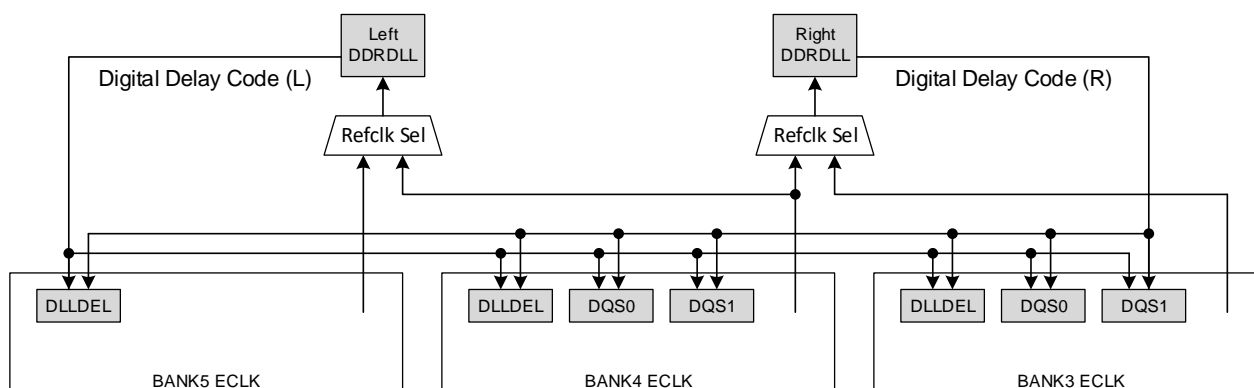 Left
DDRDLL
Right
DDRDLL
Digital Delay Code (L)
Digital Delay Code (R)
Refclk Sel
Refclk Sel
DLLDEL
DLLDEL
DQS0
DQS1
DLLDEL
DQS0
DQS1
BANK5 ECLK
BANK4 ECLK
BANK3 ECLK